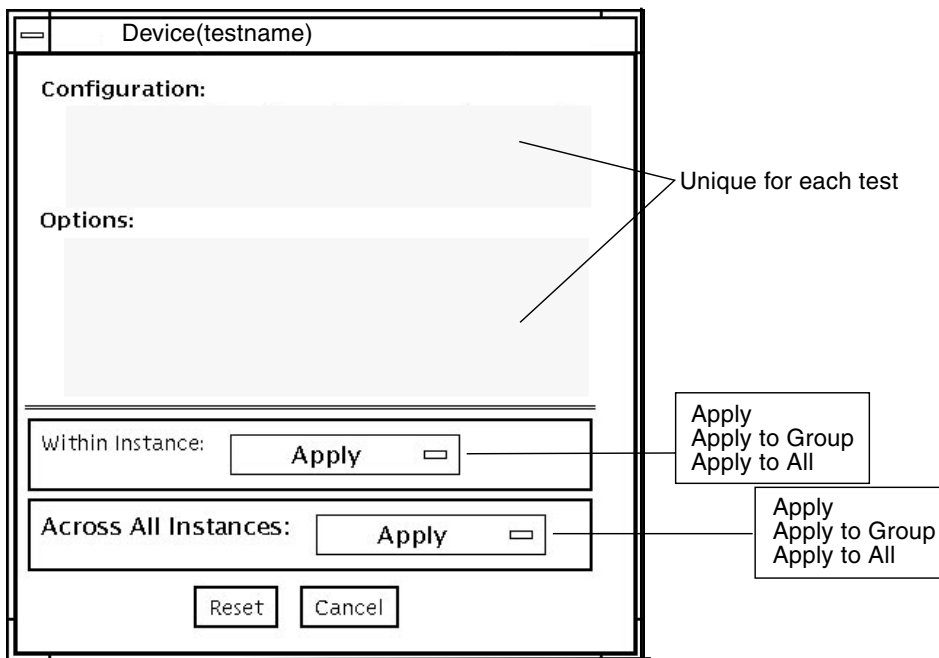 Device(testname)
Configuration:
Unique for each test
Options:
Within Instance:
Apply
Apply
Apply to Group
Apply to All
Across All Instances:
Apply
Apply
Apply to Group
Apply to All
Reset
Cancel